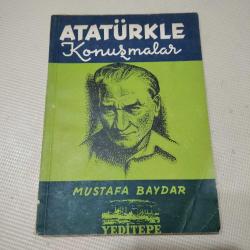 ATATÜRKLE
Konuşmalar
MUSTAFA BAYDAR
YEDİTEPE